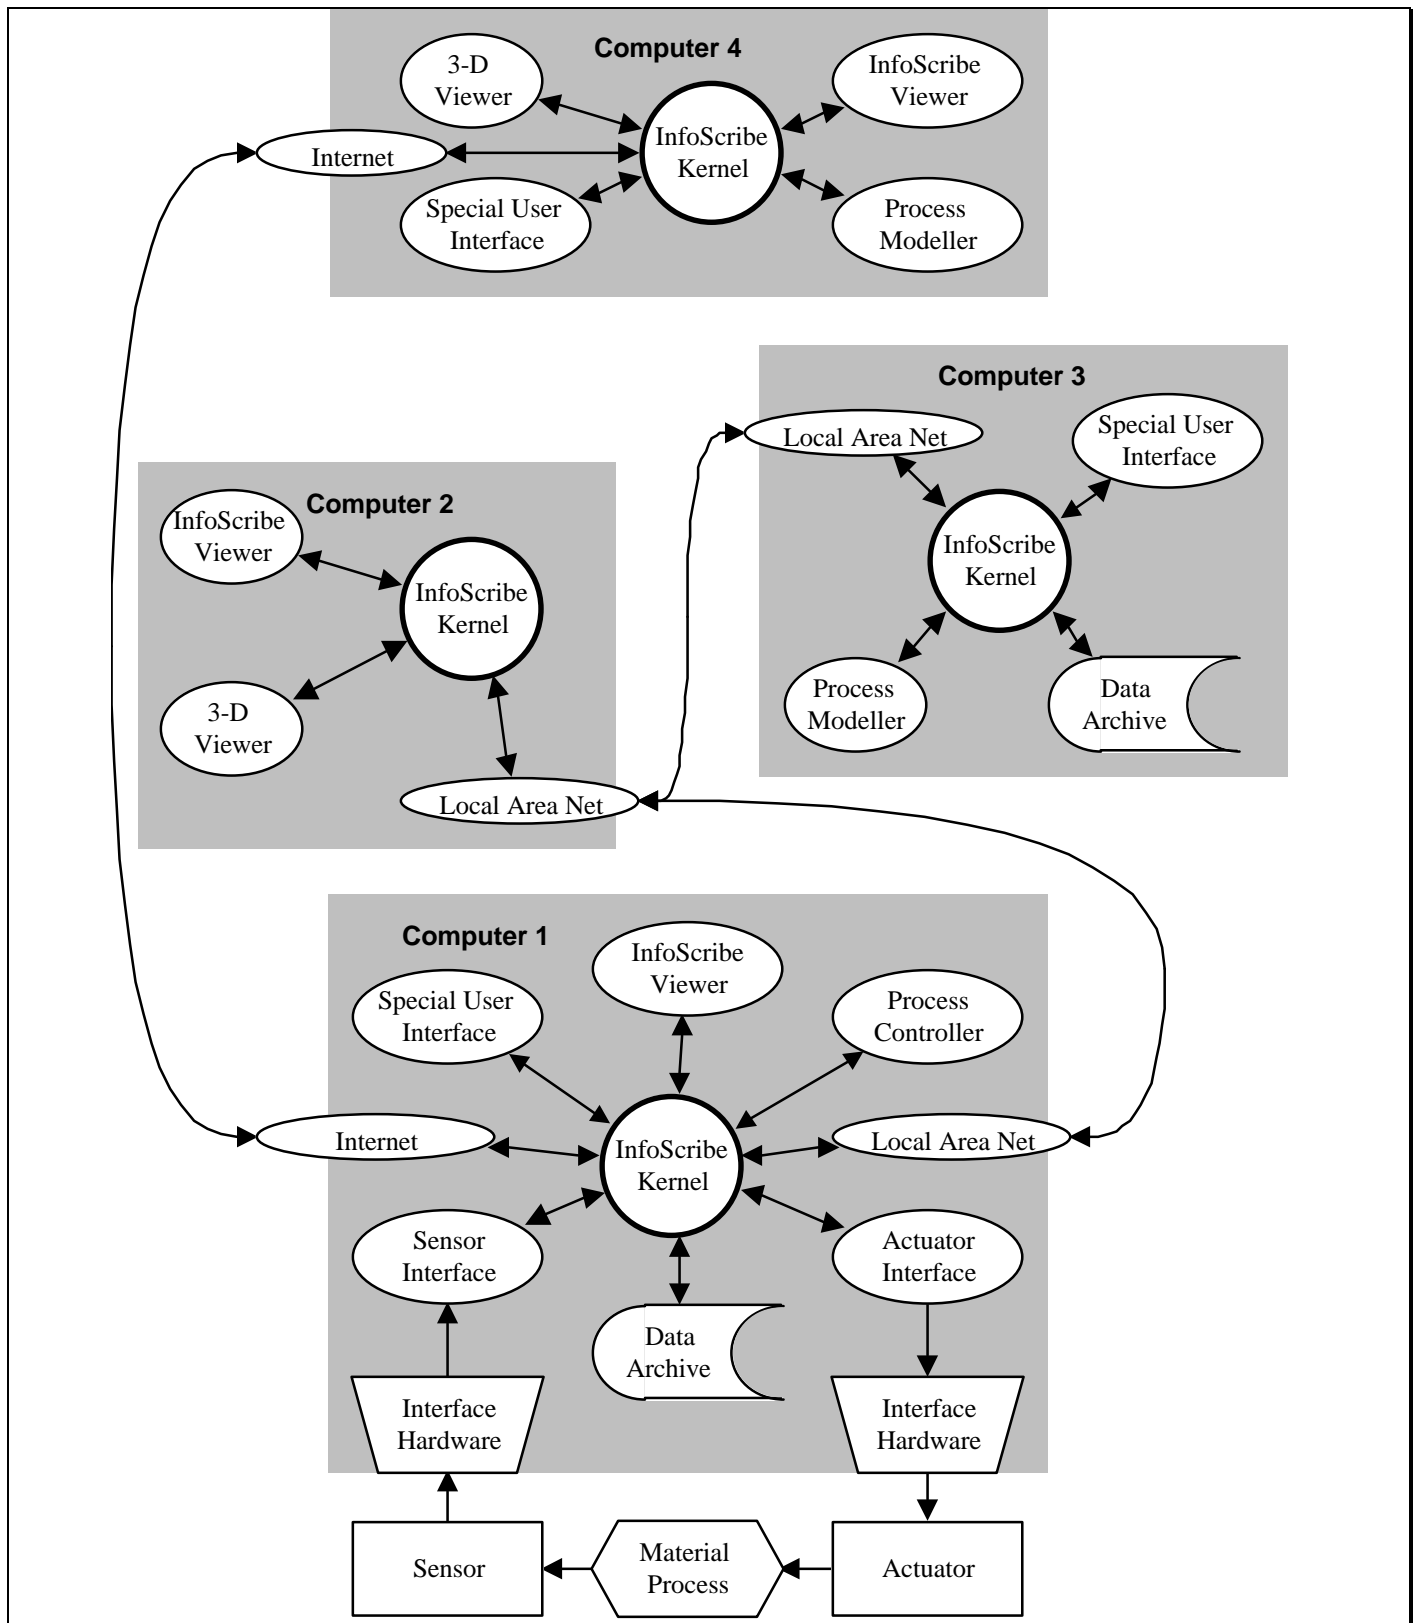 Computer 4
3-D
Viewer
InfoScribe
Viewer
InfoScribe
Kernel
Internet
Special User
Interface
Process
Modeller
Computer 3
Local Area Net
Special User
Interface
InfoScribe
Kernel
Process
Modeller
Data
Archive
Computer 2
InfoScribe
Viewer
InfoScribe
Kernel
3-D
Viewer
Local Area Net
Computer 1
InfoScribe
Viewer
Special User
Interface
Process
Controller
Internet
InfoScribe
Kernel
Local Area Net
Sensor
Interface
Actuator
Interface
Data
Archive
Interface
Hardware
Interface
Hardware
Sensor
Material
Process
Actuator